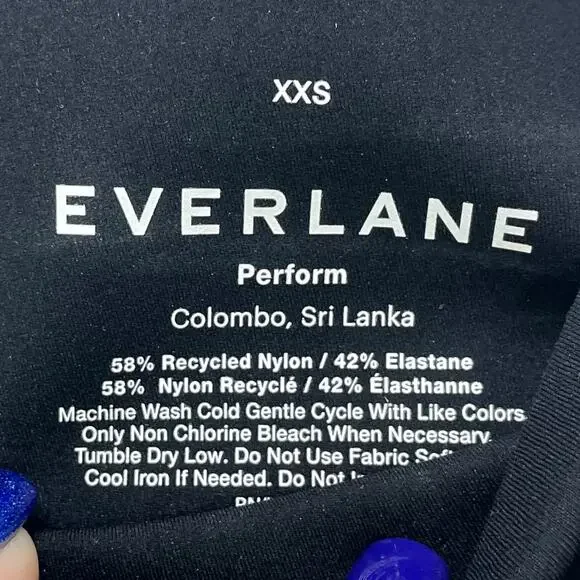 XXS
EVERLANE
Perform
Colombo, Sri Lanka
58% Recycled Nylon / 42% Elastane
58% Nylon Recyclé / 42% Élasthanne
Machine Wash Cold Gentle Cycle With Like Colors
Only Non Chlorine Bleach When Necessary.
Tumble Dry Low. Do Not Use Fabric
Cool Iron If Needed. Do Not